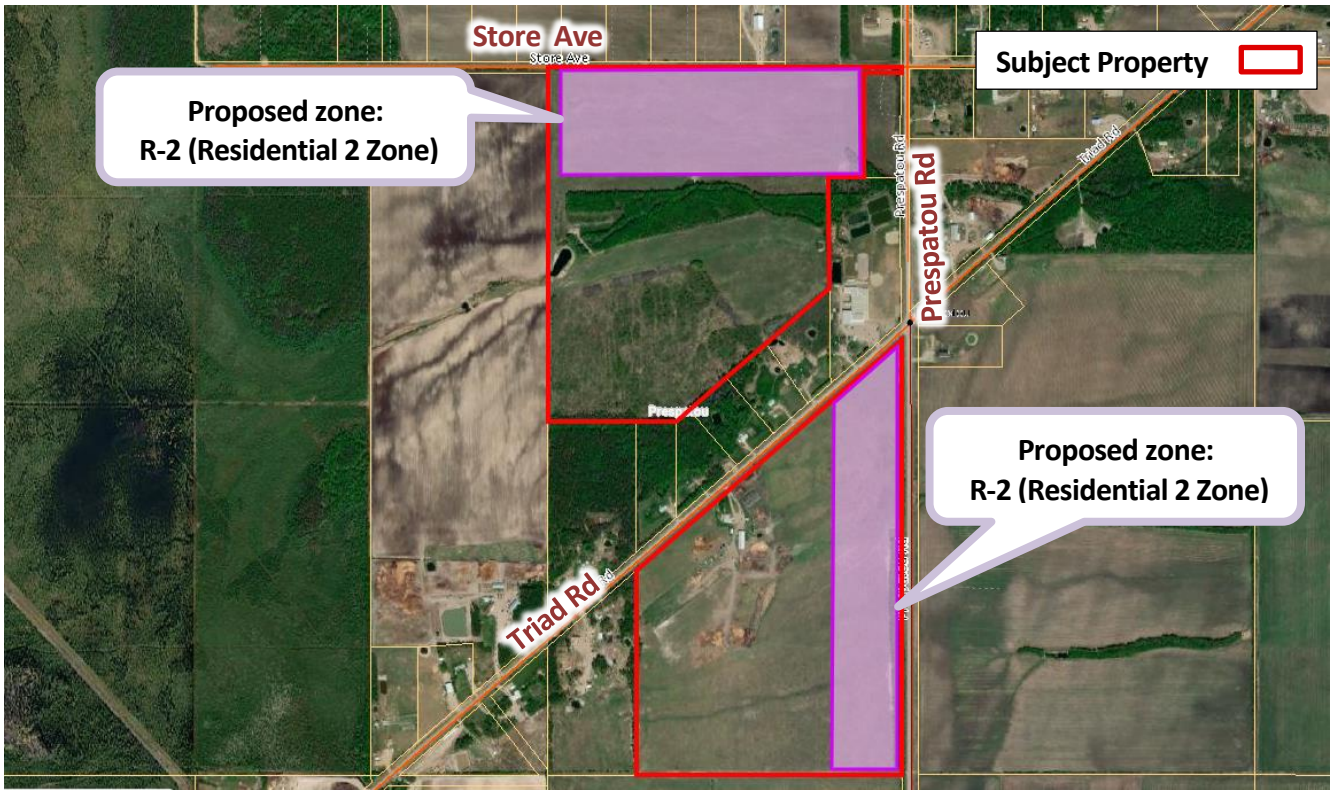 Store Ave
Store Ave
Subject Property
Proposed zone:
R-2 (Residential 2 Zone)
Prespatou Rd
Prespatou Rd
Triad Rd
Prespatou
Proposed zone:
R-2 (Residential 2 Zone)
Triad Rd
Rd